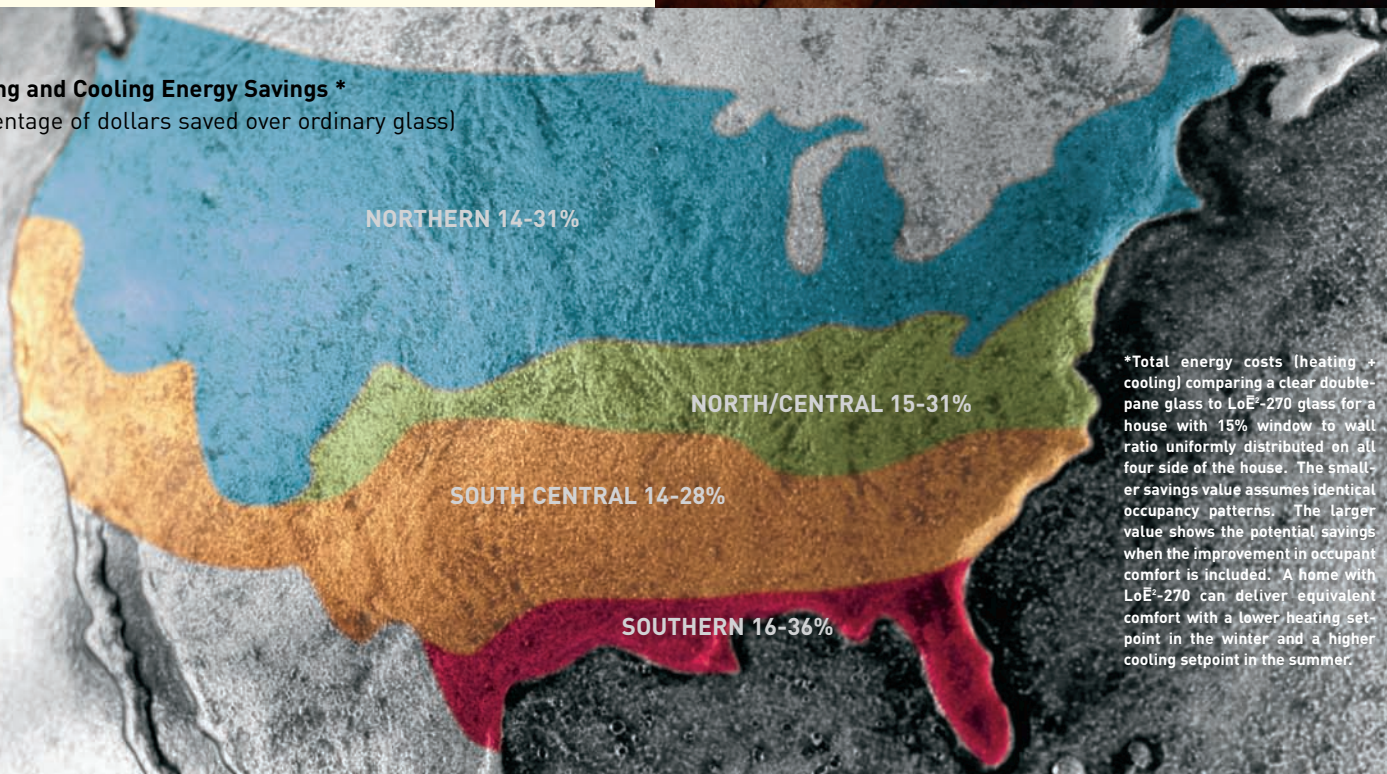 ng and Cooling Energy Savings *
entage of dollars saved over ordinary glass)
NORTHERN 14-31%
NORTH/CENTRAL 15-31%
SOUTH CENTRAL 14-28%
SOUTHERN 16-36%
*Total energy costs (heating +
cooling) comparing a clear double-
pane glass to LoĒ²-270 glass for a
house with 15% window to wall
ratio uniformly distributed on all
four side of the house. The small-
er savings value assumes identical
occupancy patterns. The larger
value shows the potential savings
when the improvement in occupant
comfort is included. A home with
LoĒ²-270 can deliver equivalent
comfort with a lower heating set-
point in the winter and a higher
cooling setpoint in the summer.